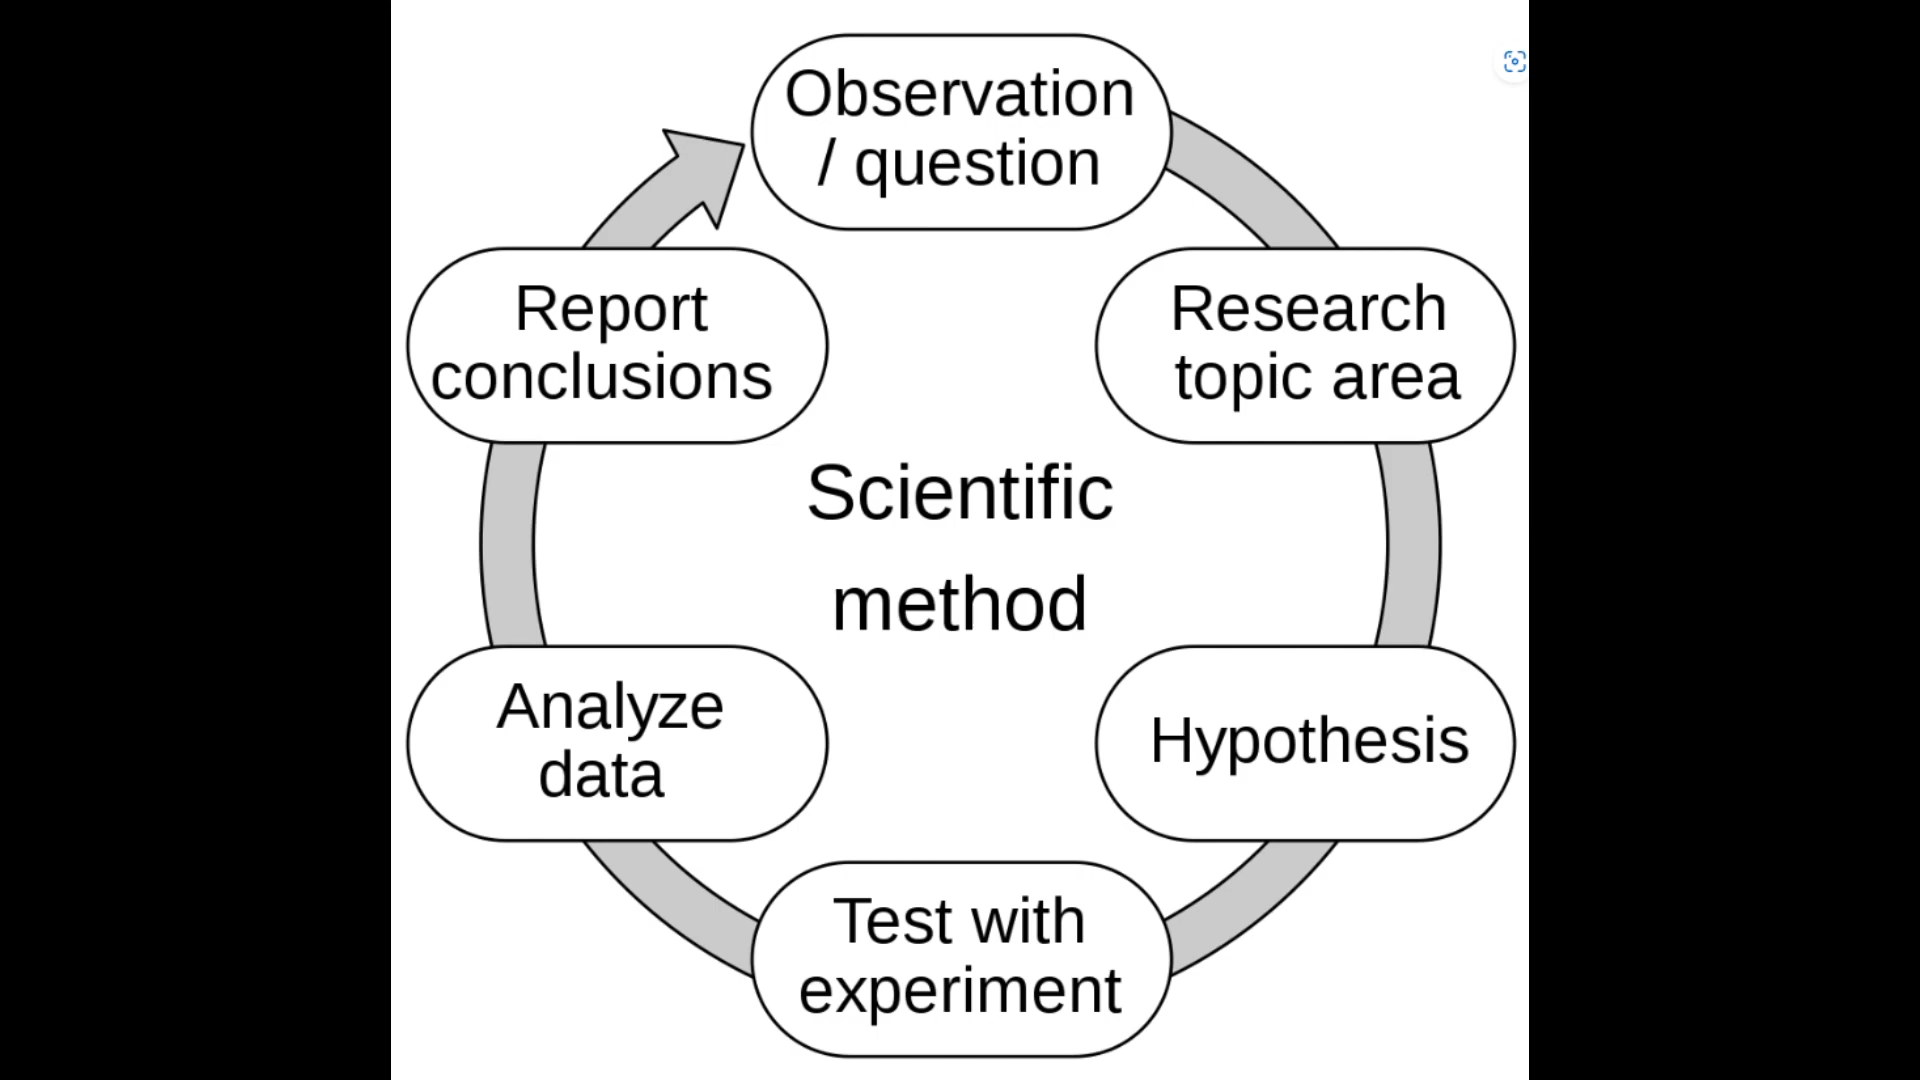 Observation
/ question
Research
topic area
Hypothesis
Test with
experiment
Analyze
data
Report
conclusions
Scientific
method